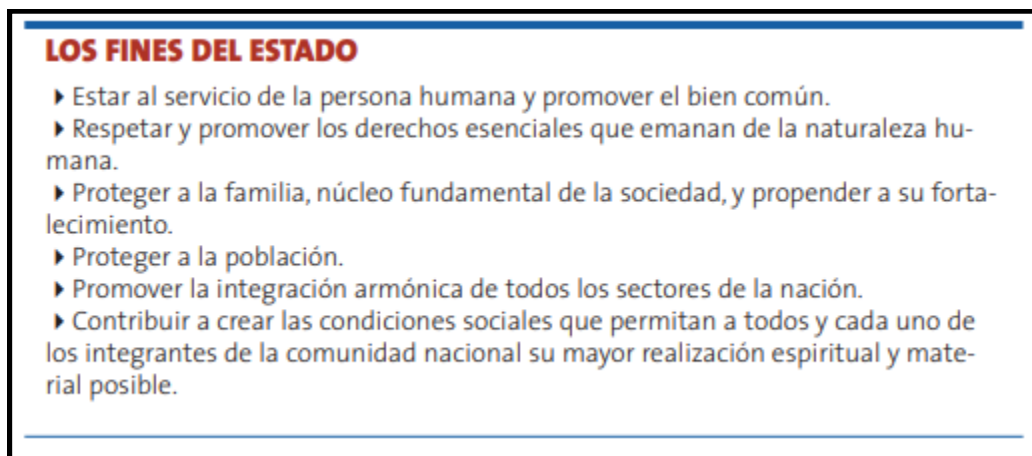 LOS FINES DEL ESTADO
▶ Estar al servicio de la persona humana y promover el bien común.
▶ Respetar y promover los derechos esenciales que emanan de la naturaleza hu-
mana.
▶ Proteger a la familia, núcleo fundamental de la sociedad, y propender a su forta-
lecimiento.
▶ Proteger a la población.
▶ Promover la integración armónica de todos los sectores de la nación.
▶ Contribuir a crear las condiciones sociales que permitan a todos y cada uno de
los integrantes de la comunidad nacional su mayor realización espiritual y mate-
rial posible.